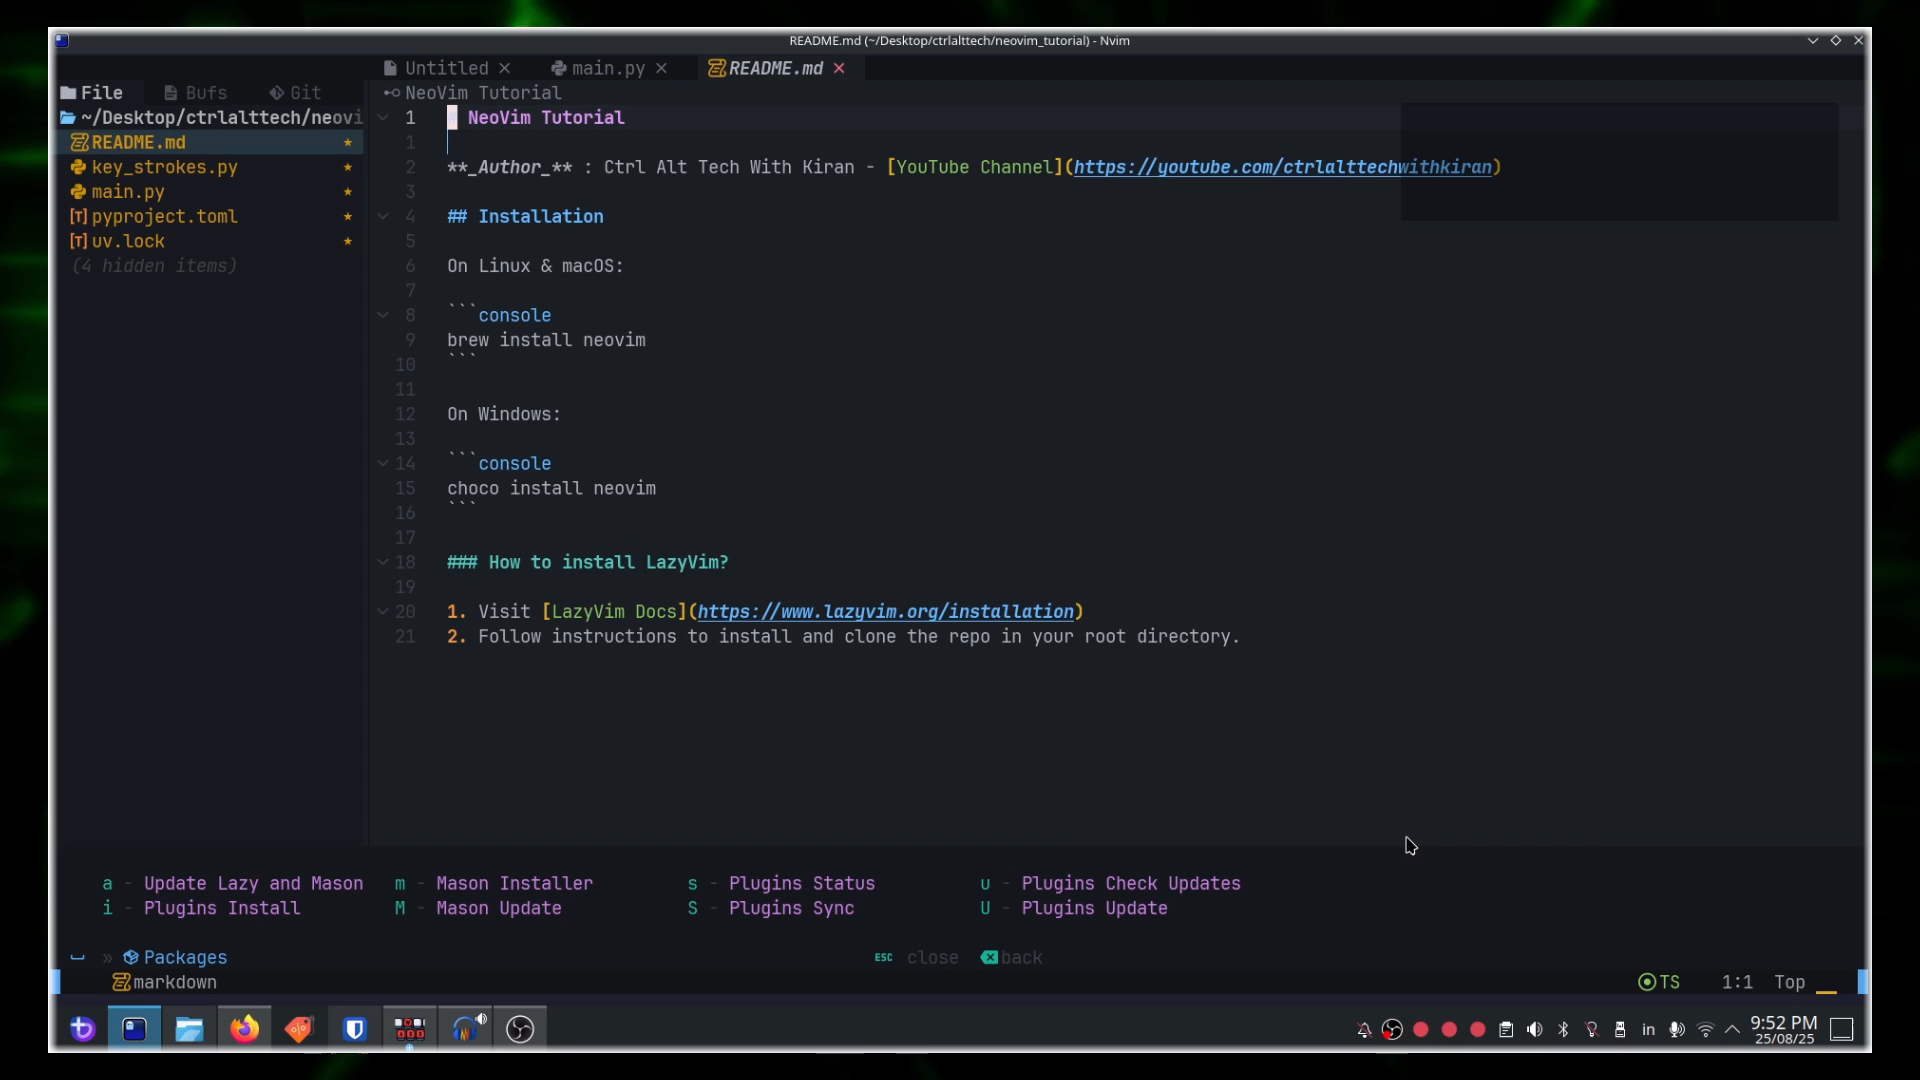 README.md (~/Desktop/ctrlalttech/neovim_tutorial) - Nvim
Untitled main.py README.md
File Bufs Git
NeoVim Tutorial
~/Desktop/ctrlalttech/neovi
README.md
key_strokes.py
main.py
[T] pyproject.toml
[T] uv.lock
(4 hidden items)
1 NeoVim Tutorial
1
2 **_Author_** : Ctrl Alt Tech With Kiran - [YouTube Channel](https://youtube.com/ctrlalttechwithkiran)
3
4 ## Installation
5
6 On Linux & macOS:
7
8 ```console
9 brew install neovim
10 ```
11
12 On Windows:
13
14 ```console
15 choco install neovim
16 ```
17
18 ### How to install LazyVim?
19
20 1. Visit [LazyVim Docs](https://www.lazyvim.org/installation)
21 2. Follow instructions to install and clone the repo in your root directory.
a - Update Lazy and Mason m - Mason Installer s - Plugins Status u - Plugins Check Updates
i - Plugins Install M - Mason Update S - Plugins Sync U - Plugins Update
» Packages ESC close back
markdown TS 1:1 Top
in 9:52 PM
25/08/25